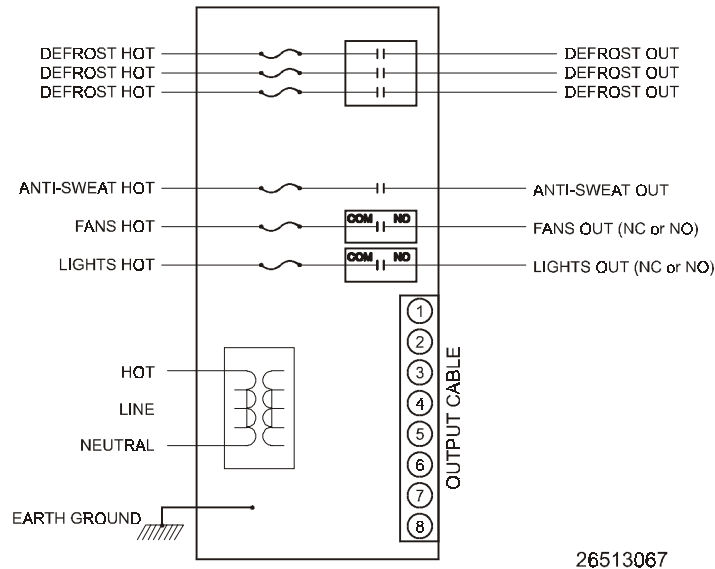 DEFROST HOT DEFROST OUT
DEFROST HOT DEFROST OUT
DEFROST HOT DEFROST OUT
ANTI-SWEAT HOT ANTI-SWEAT OUT
FANS HOT COM NO FANS OUT (NC or NO)
LIGHTS HOT COM NO LIGHTS OUT (NC or NO)
1
2
3
4
5
6
7
8
OUTPUT CABLE
HOT
LINE
NEUTRAL
EARTH GROUND
26513067